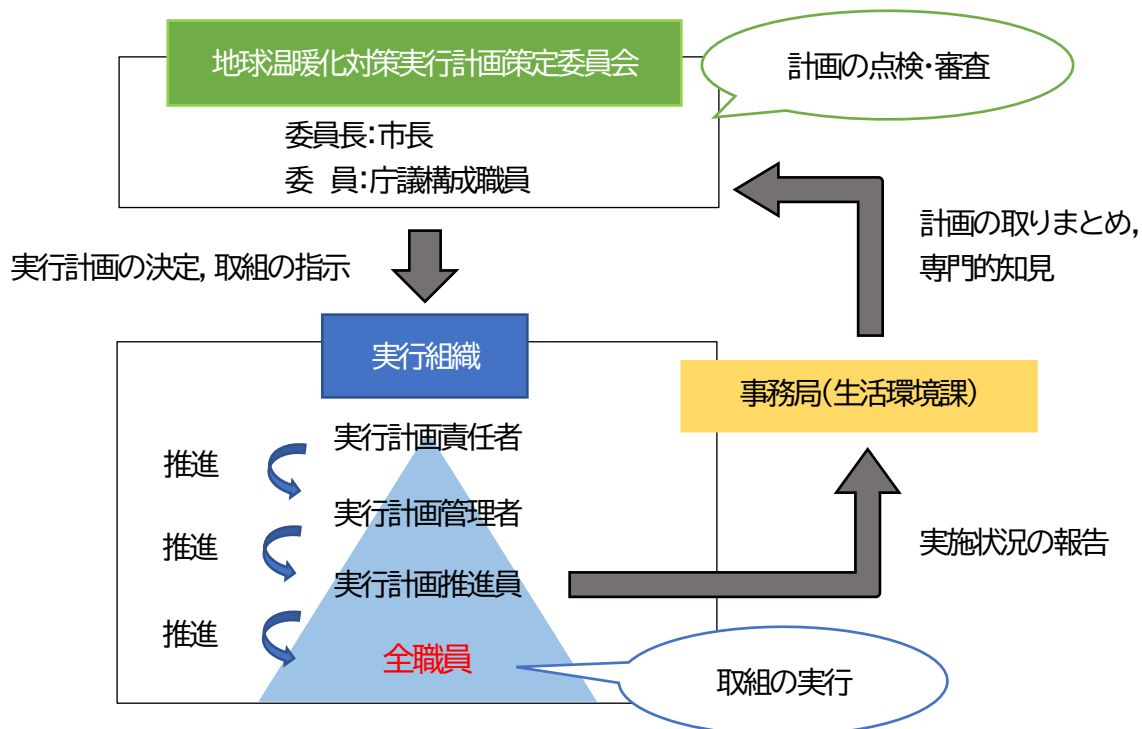 地球温暖化対策実行計画策定委員会
計画の点検・審査
委員長:市長
委 員:庁議構成職員
実行計画の決定, 取組の指示
計画の取りまとめ,
専門的知見
実行組織
事務局(生活環境課)
実行計画責任者
推進
実行計画管理者
推進
実行計画推進員
実施状況の報告
推進
全職員
取組の実行